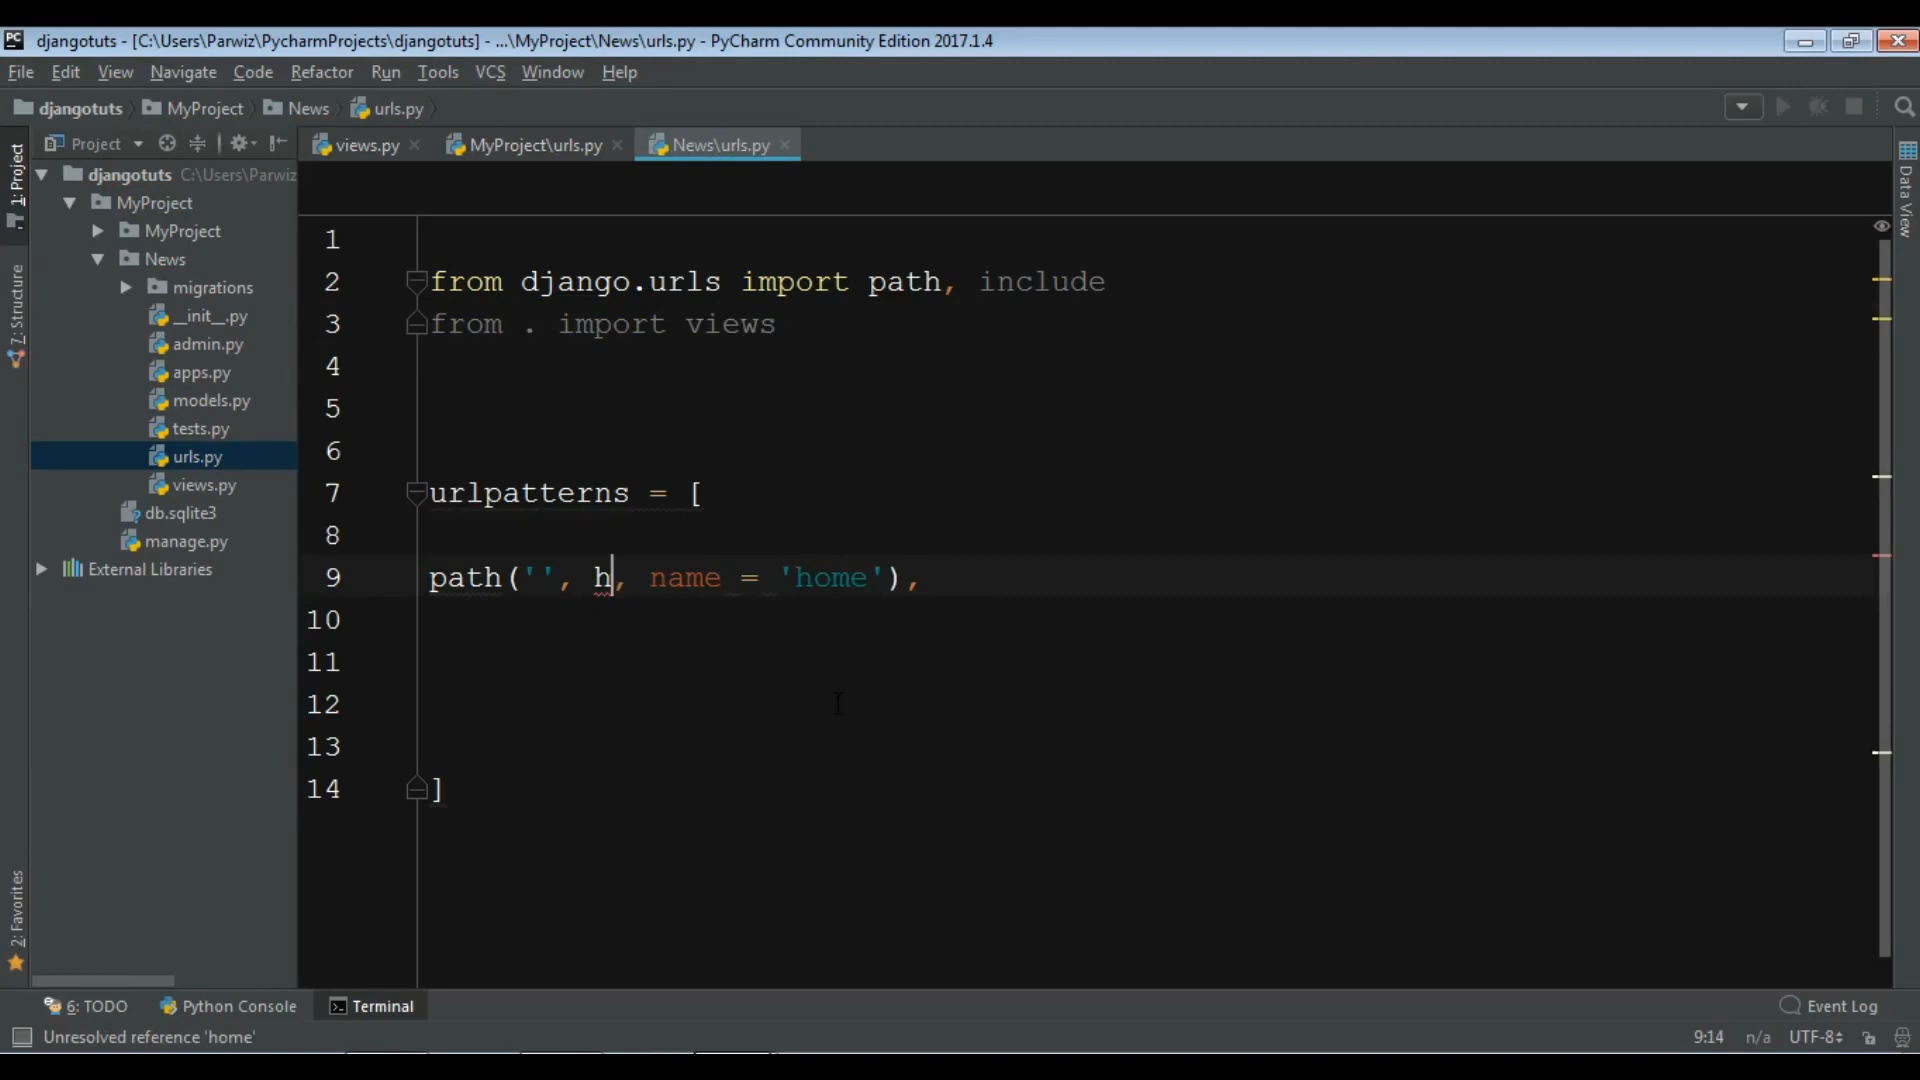 PC djangotuts - [C:\Users\Parwiz\PycharmProjects\djangotuts] - ...\MyProject\News\urls.py - PyCharm Community Edition 2017.1.4
File Edit View Navigate Code Refactor Run Tools VCS Window Help
djangotuts MyProject News urls.py
1: Project
7: Structure
2: Favorites
Project
djangotuts C:\Users\Parwiz
MyProject
MyProject
News
migrations
__init__.py
admin.py
apps.py
models.py
tests.py
urls.py
views.py
db.sqlite3
manage.py
External Libraries
views.py MyProject\urls.py News\urls.py
1
2 from django.urls import path, include
3 from . import views
4
5
6
7 urlpatterns = [
8
9 path('', h, name = 'home'),
10
11
12
13
14 ]
Data View
6: TODO Python Console Terminal Event Log
Unresolved reference 'home' 9:14 n/a UTF-8